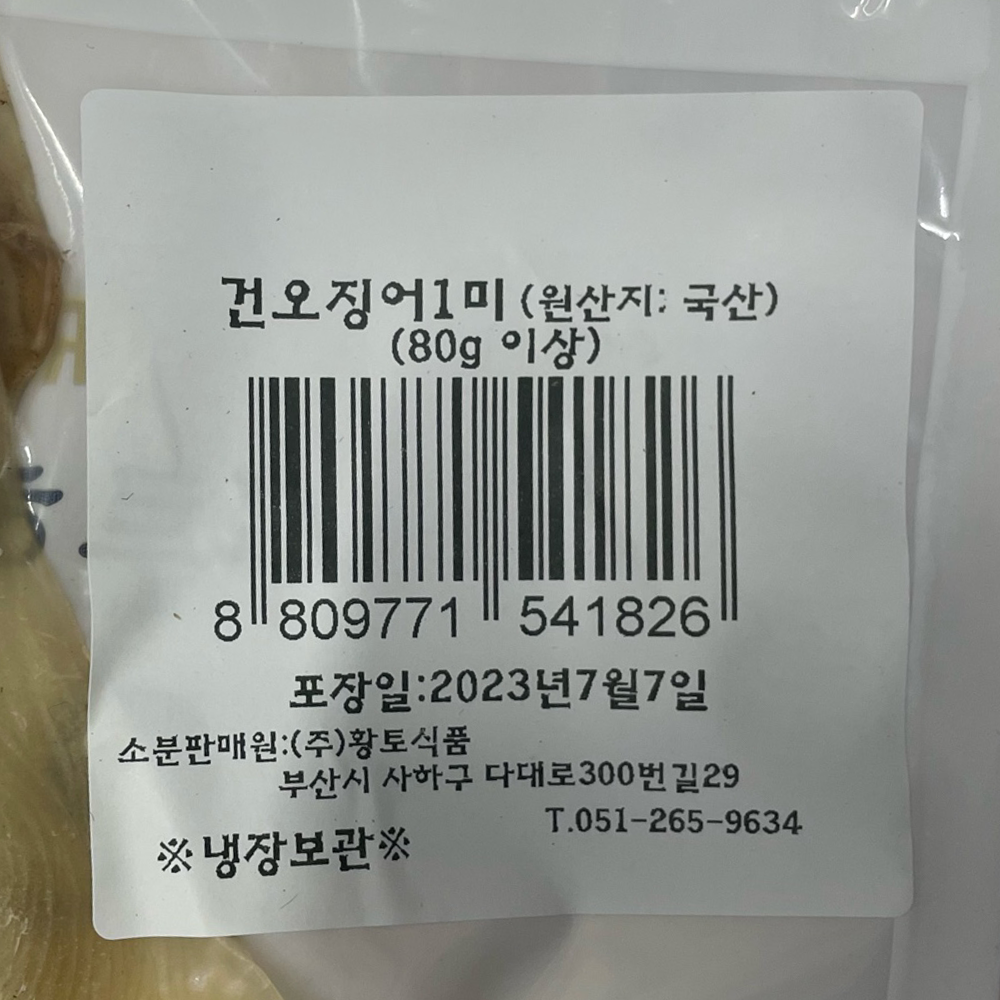 건오징어1미 (원산지: 국산)
(80g 이상)
8 809771 541826
포장일:2023년7월7일
소분판매원:(주)황토식품
부산시 사하구 다대로300번길29
T.051-265-9634
※냉장보관※